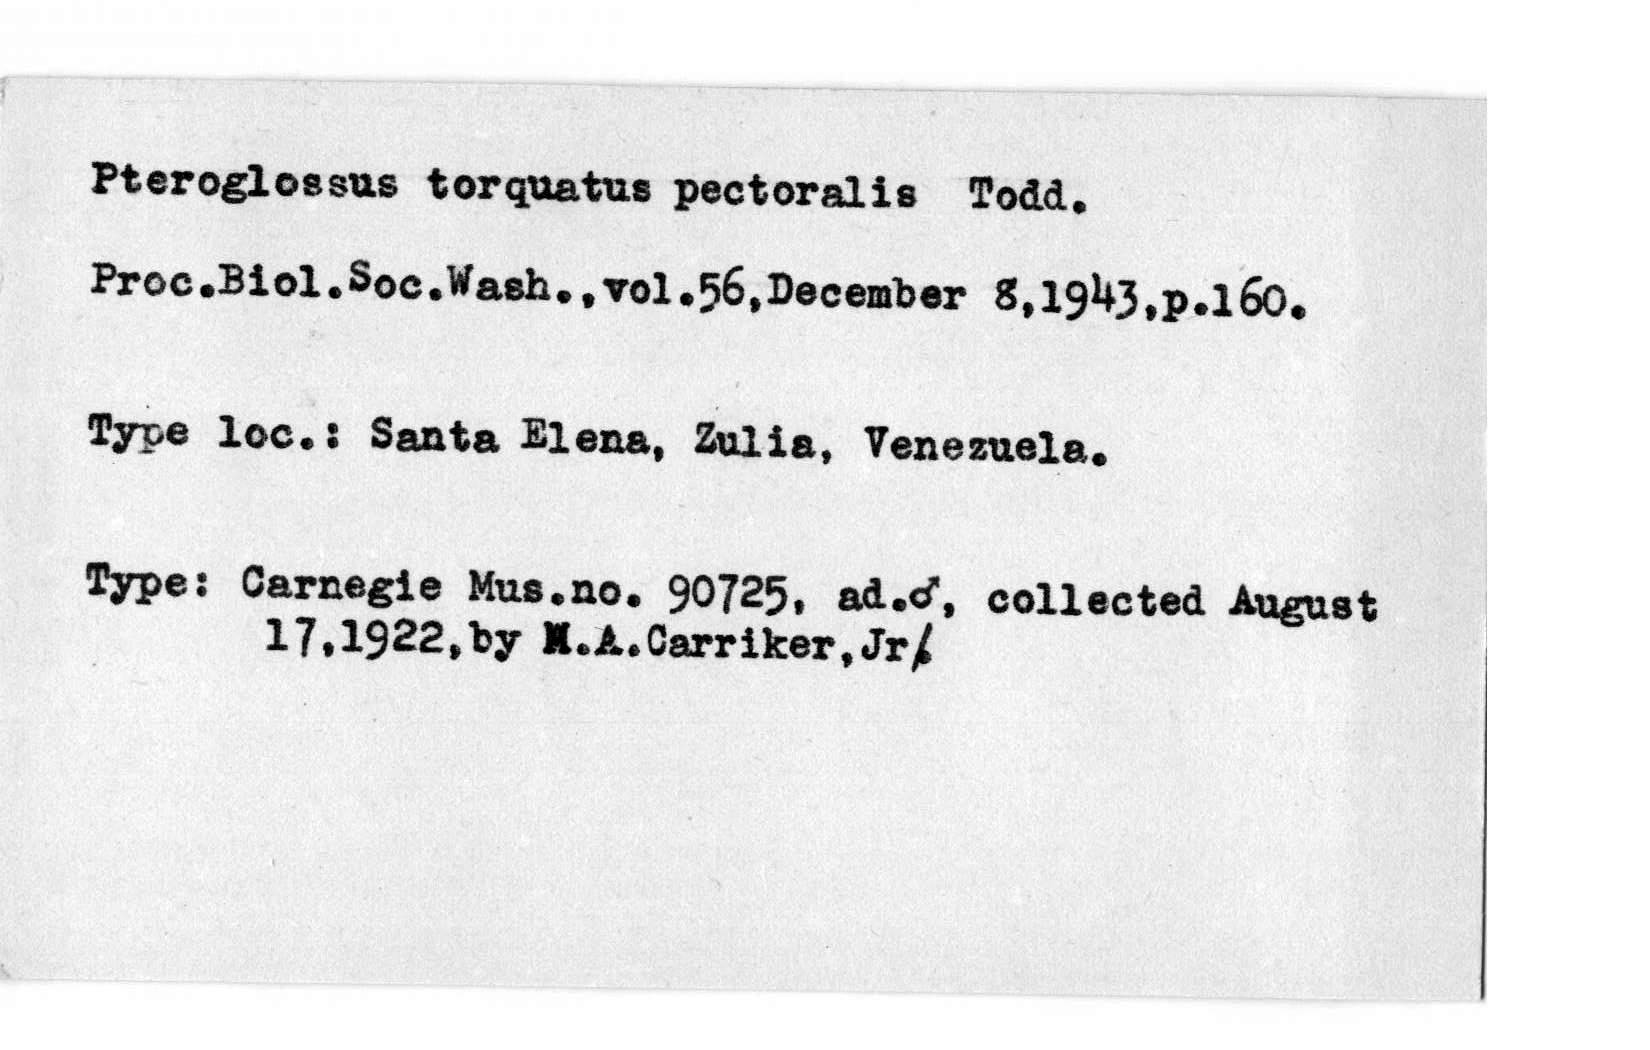 Pteroglossus torquatus pectoralis Todd.
Proc.Biol.Soc.Wash.,vol.56,December 8,1943,p.160.
Type loc.: Santa Elena, Zulia, Venezuela.
Type: Carnegie Mus.no. 90725, ad.♂, collected August
17,1922,by M.A.Carriker,Jr.